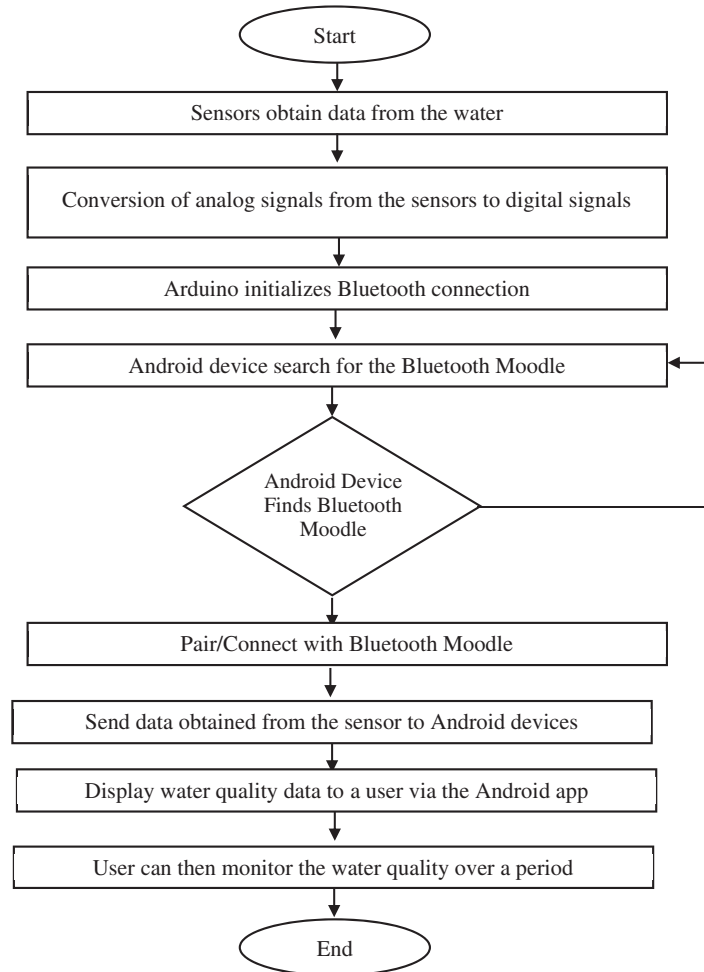 Start
Sensors obtain data from the water
Conversion of analog signals from the sensors to digital signals
Arduino initializes Bluetooth connection
Android device search for the Bluetooth Moodle
Android Device
Finds Bluetooth
Moodle
Pair/Connect with Bluetooth Moodle
Send data obtained from the sensor to Android devices
Display water quality data to a user via the Android app
User can then monitor the water quality over a period
End